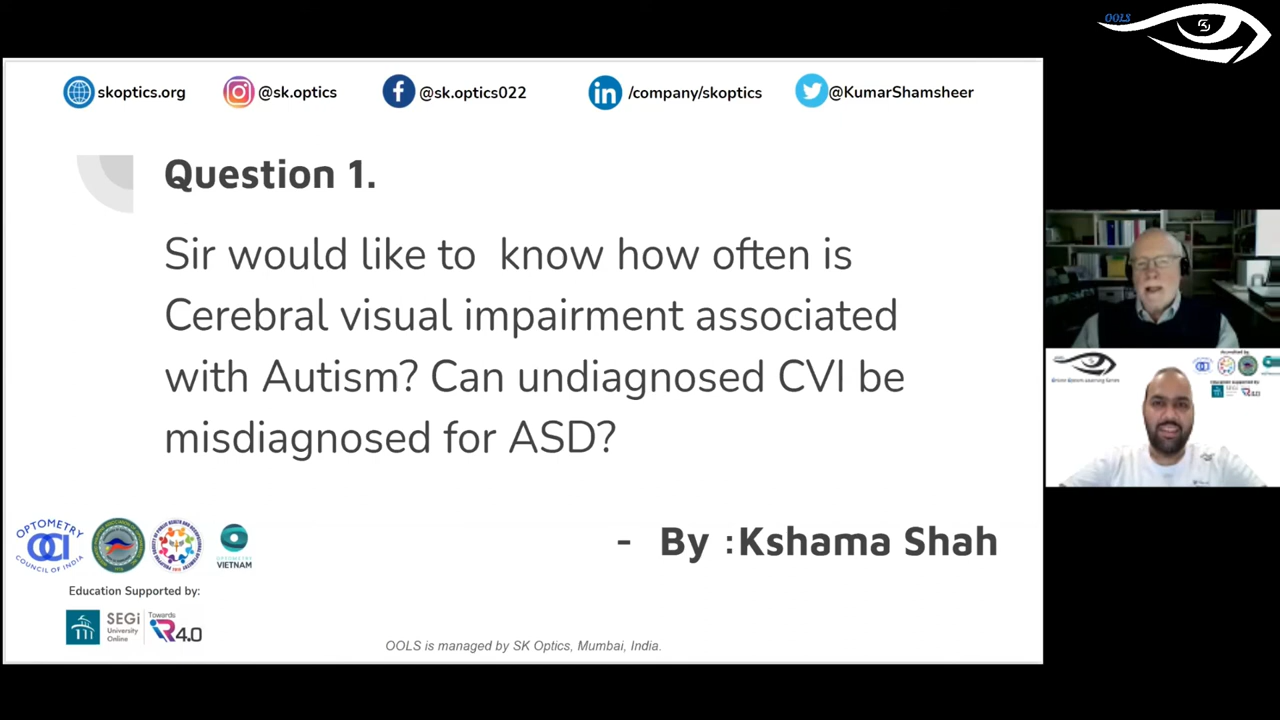 OOLS
skoptics.org
@sk.optics
@sk.optics022
/company/skoptics
@KumarShamsheer
Question 1.
Sir would like to know how often is
Cerebral visual impairment associated
with Autism? Can undiagnosed CVI be
misdiagnosed for ASD?
- By :Kshama Shah
OPTOMETRY
OCI
COUNCIL OF INDIA
OPTOMETRY
VIETNAM
Education Supported by:
SEGi
University
Online
Towards
iR4.0
OOLS is managed by SK Optics, Mumbai, India.